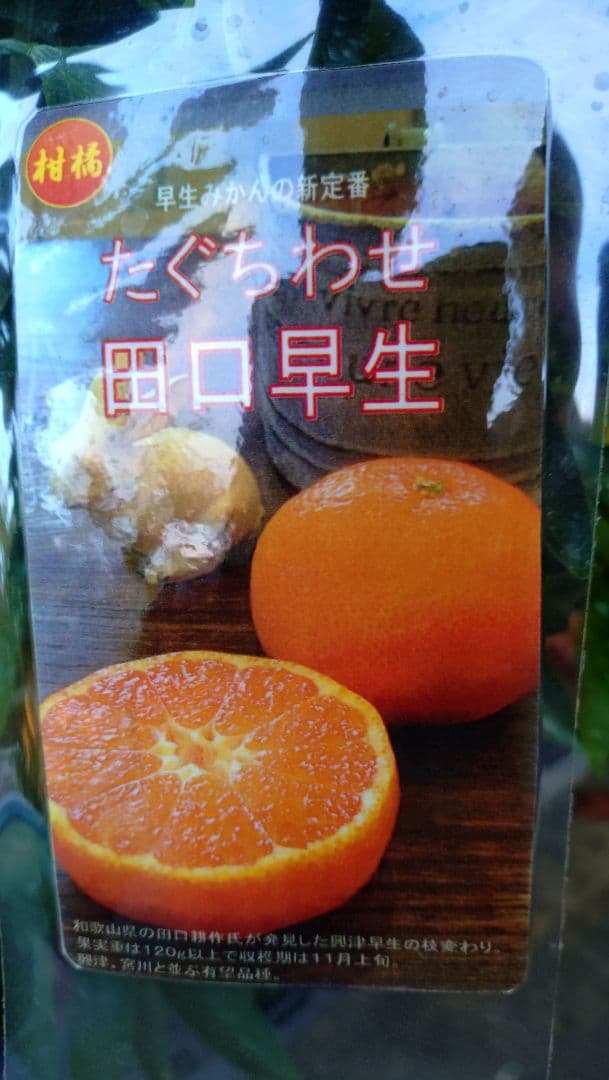 柑橘
早生みかんの新定番
たぐちわせ
田口早生
vivre
和歌山県の田口耕作氏が発見した興津早生の枝変わり。
果実重は120g以上で収穫期は11月上旬。
興津、宮川と並ぶ有望品種。